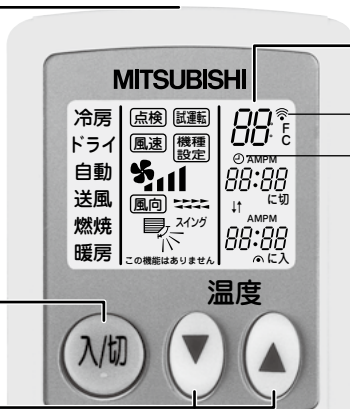 MITSUBISHI
冷房
ドライ
自動
送風
燃焼
暖房
点検 試運転
風速 機種設定
風向
スイング
この機能はありません
88 F
C
AMPM
88:88
に切
AMPM
88:88
に入
温度
入/切